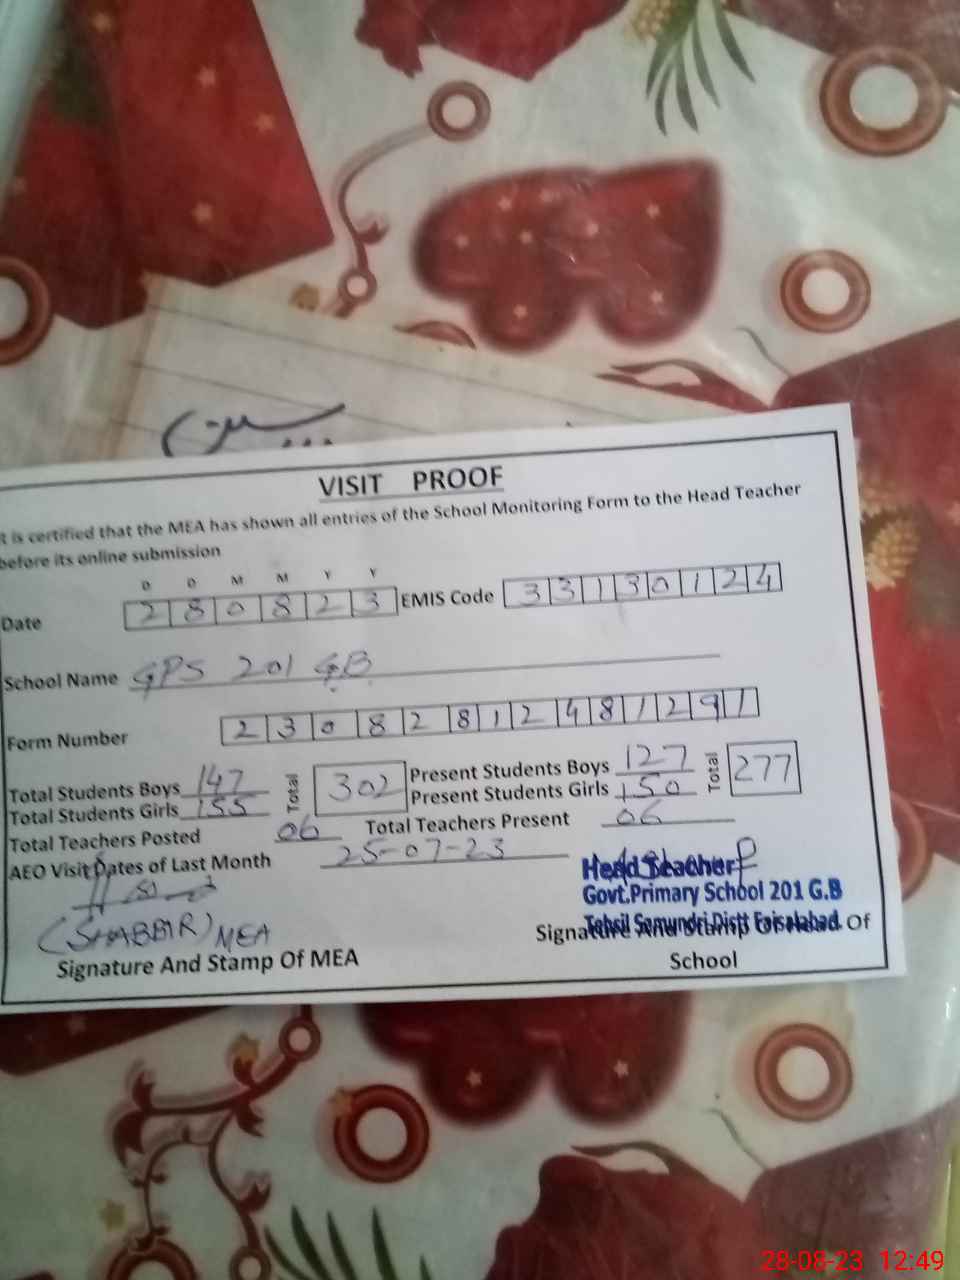 VISIT PROOF
t is certified that the MEA has shown all entries of the School Monitoring Form to the Head Teacher
before its online submission
D D M M Y Y
Date 2 8 0 8 2 3 EMIS Code 3 3 1 3 0 1 2 4
School Name GPS 201 GB
Form Number 2 3 0 8 2 8 1 2 4 8 1 2 9 1
Total Students Boys 147 Total 302 Present Students Boys 127 Total 277
Total Students Girls 155 Present Students Girls 150
Total Teachers Posted 06 Total Teachers Present 06
AEO Visit Dates of Last Month 25-07-23
Head Teacher
Govt.Primary School 201 G.B
Tehsil Samundri Distt Faisalabad.
(SHABBIR) MEA
Signature And Stamp Of MEA
Signature And Stamp Of Head Of
School
28-08-23 12:49